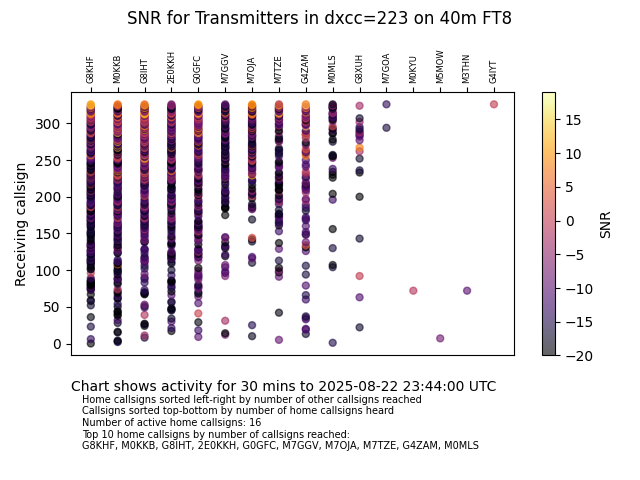 SNR for Transmitters in dxcc=223 on 40m FT8
G8KHF
M0KKB
G8IHT
2E0KKH
G0GFC
M7GGV
M7OJA
M7TZE
G4ZAM
M0MLS
G8XUH
M7GOA
M0KYU
M5MOW
M3THN
G4IYT
Receiving callsign
300
250
200
150
100
50
0
15
10
5
0
−5
−10
−15
−20
SNR
Chart shows activity for 30 mins to 2025-08-22 23:44:00 UTC
Home callsigns sorted left-right by number of other callsigns reached
Callsigns sorted top-bottom by number of home callsigns heard
Number of active home callsigns: 16
Top 10 home callsigns by number of callsigns reached:
G8KHF, M0KKB, G8IHT, 2E0KKH, G0GFC, M7GGV, M7OJA, M7TZE, G4ZAM, M0MLS